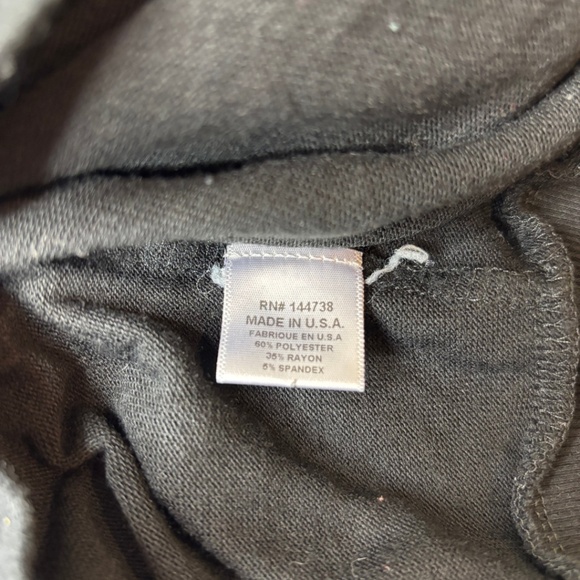 RN# 144738
MADE IN U.S.A.
FABRIQUE EN U.S.A
60% POLYESTER
35% RAYON
5% SPANDEX